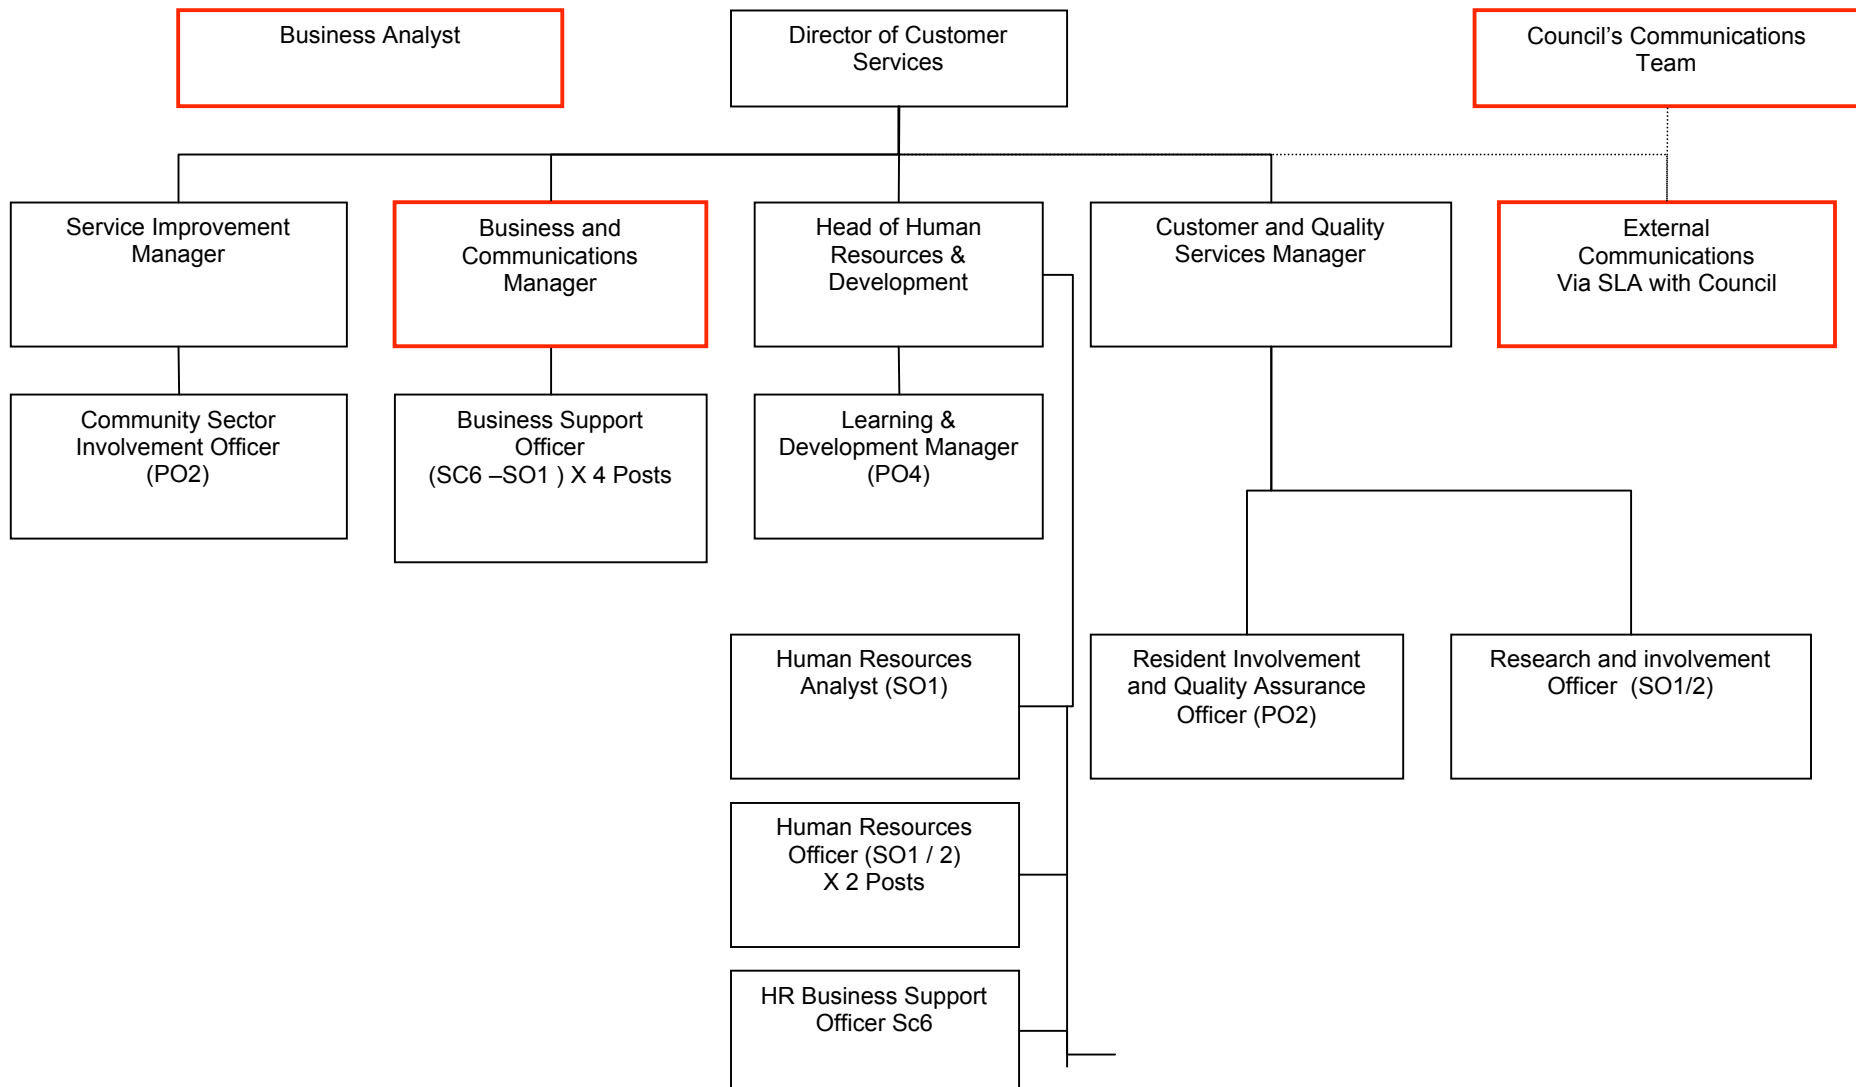 Business Analyst
Director of Customer
Services
Council’s Communications
Team
Service Improvement
Manager
Business and
Communications
Manager
Head of Human
Resources &
Development
Customer and Quality
Services Manager
External
Communications
Via SLA with Council
Community Sector
Involvement Officer
(PO2)
Business Support
Officer
(SC6 –SO1 ) X 4 Posts
Learning &
Development Manager
(PO4)
Human Resources
Analyst (SO1)
Resident Involvement
and Quality Assurance
Officer (PO2)
Research and involvement
Officer  (SO1/2)
Human Resources
Officer (SO1 / 2)
X 2 Posts
HR Business Support
Officer Sc6